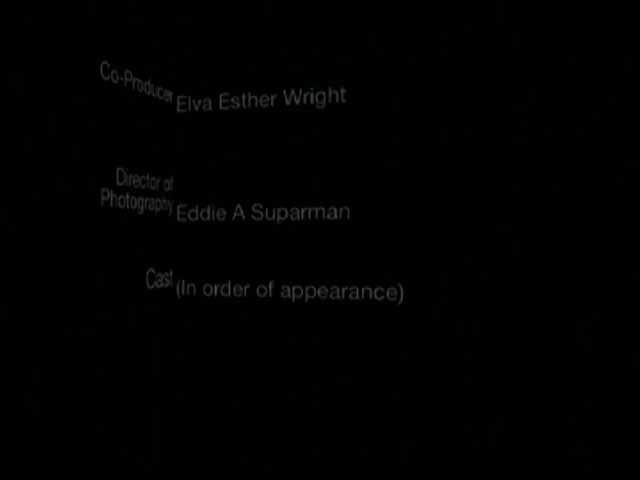 Co-Producer Elva Esther Wright
Director of
Photography Eddie A Suparman
Cast (In order of appearance)